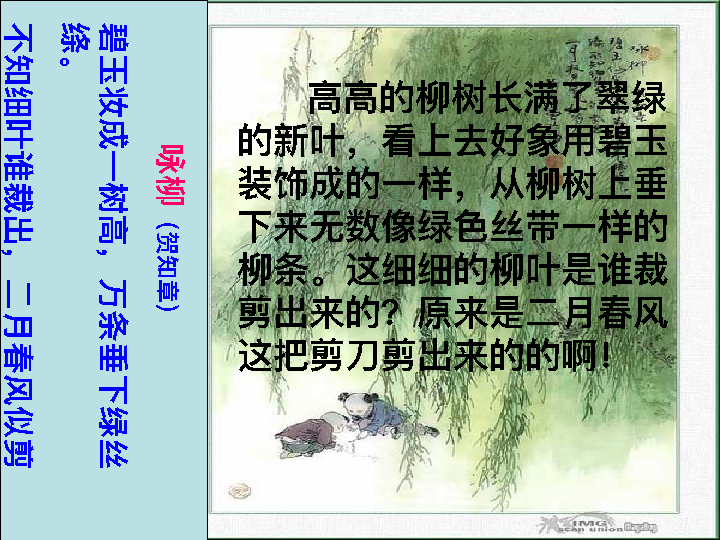 咏柳（贺知章）
碧玉妆成一树高，万条垂下绿丝
绦。
不知细叶谁裁出，二月春风似剪
高高的柳树长满了翠绿
的新叶，看上去好象用碧玉
装饰成的一样，从柳树上垂
下来无数像绿色丝带一样的
柳条。这细细的柳叶是谁裁
剪出来的？原来是二月春风
这把剪刀剪出来的的啊！
咏柳
IMG
scan union